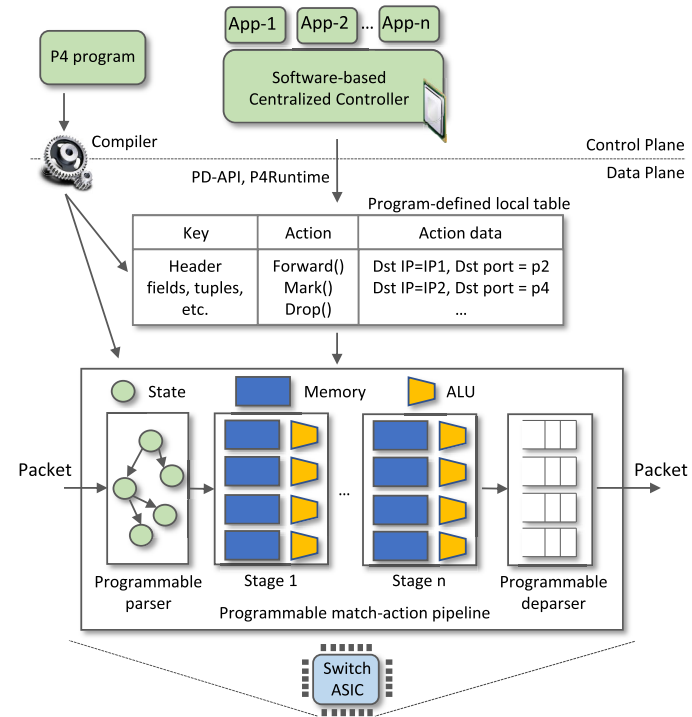 App-1 App-2 ... App-n
P4 program
Software-based
Centralized Controller
Compiler
Control Plane
Data Plane
PD-API, P4Runtime
Program-defined local table
Key Action Action data
Header Forward() Dst IP=IP1, Dst port = p2
fields, tuples, Mark() Dst IP=IP2, Dst port = p4
etc. Drop() ...
State Memory ALU
Packet ... Packet
Programmable Stage 1 Stage n Programmable
parser deparser
Programmable match-action pipeline
Switch
ASIC